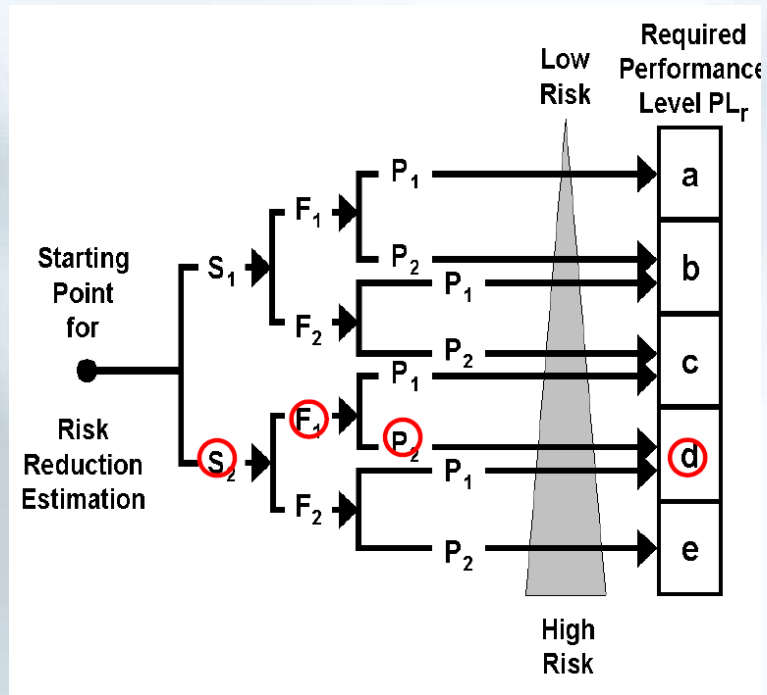 Required
Performance
Level PLr
Low
Risk
P1
a
F1
Starting
Point
for
S1
P2
b
P1
F2
P2
c
P1
Risk
Reduction
Estimation
S2
F1
P2
d
P1
F2
P2
e
High
Risk